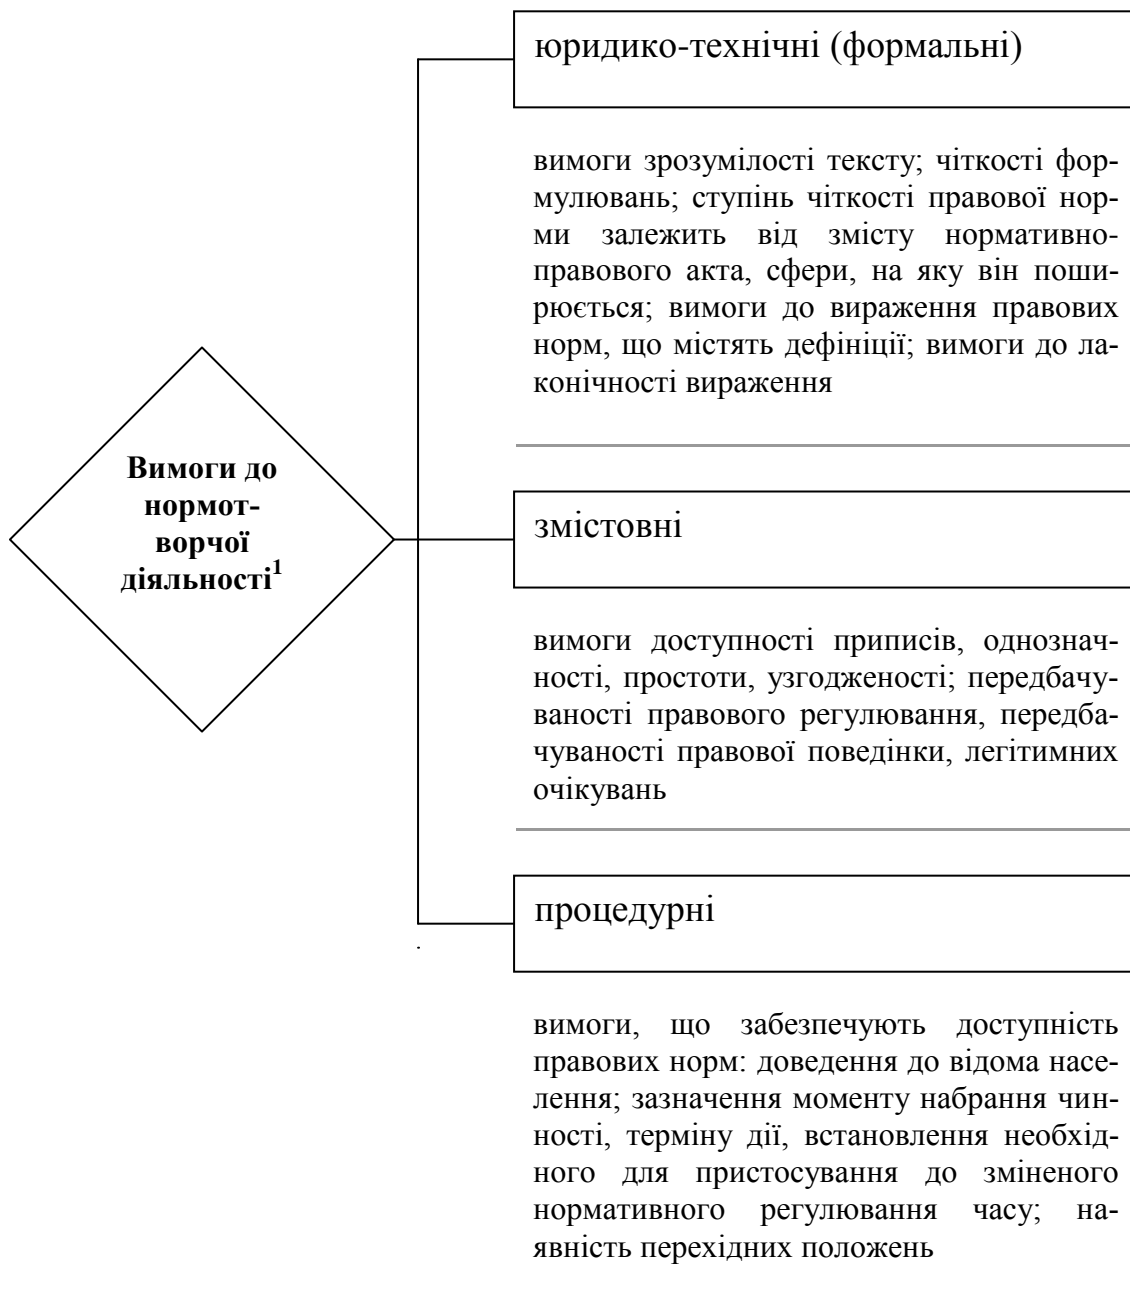 юридико-технічні (формальні)
вимоги зрозумілості тексту; чіткості фор-
мулювань; ступінь чіткості правової нор-
ми залежить від змісту нормативно-
правового акта, сфери, на яку він поши-
рюється; вимоги до вираження правових
норм, що містять дефініції; вимоги до ла-
конічності вираження
Вимоги до
нормот-
ворчої
діяльності¹
змістовні
вимоги доступності приписів, однознач-
ності, простоти, узгодженості; передбачу-
ваності правового регулювання, передба-
чуваності правової поведінки, легітимних
очікувань
процедурні
вимоги, що забезпечують доступність
правових норм: доведення до відома насе-
лення; зазначення моменту набрання чин-
ності, терміну дії, встановлення необхід-
ного для пристосування до зміненого
нормативного регулювання часу; на-
явність перехідних положень